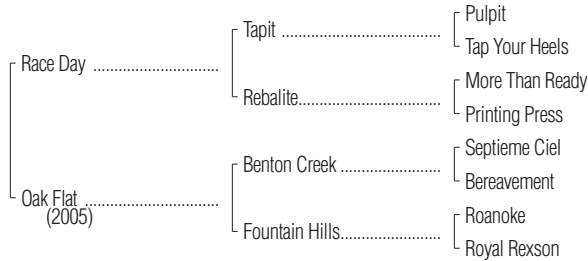 Pulpit
Tapit ........................................
Tap Your Heels
Race Day ................................
More Than Ready
Rebalite...................................
Printing Press
Septieme Ciel
Benton Creek .........................
Bereavement
Oak Flat ..................................
(2005)
Roanoke
Fountain Hills.........................
Royal Rexson